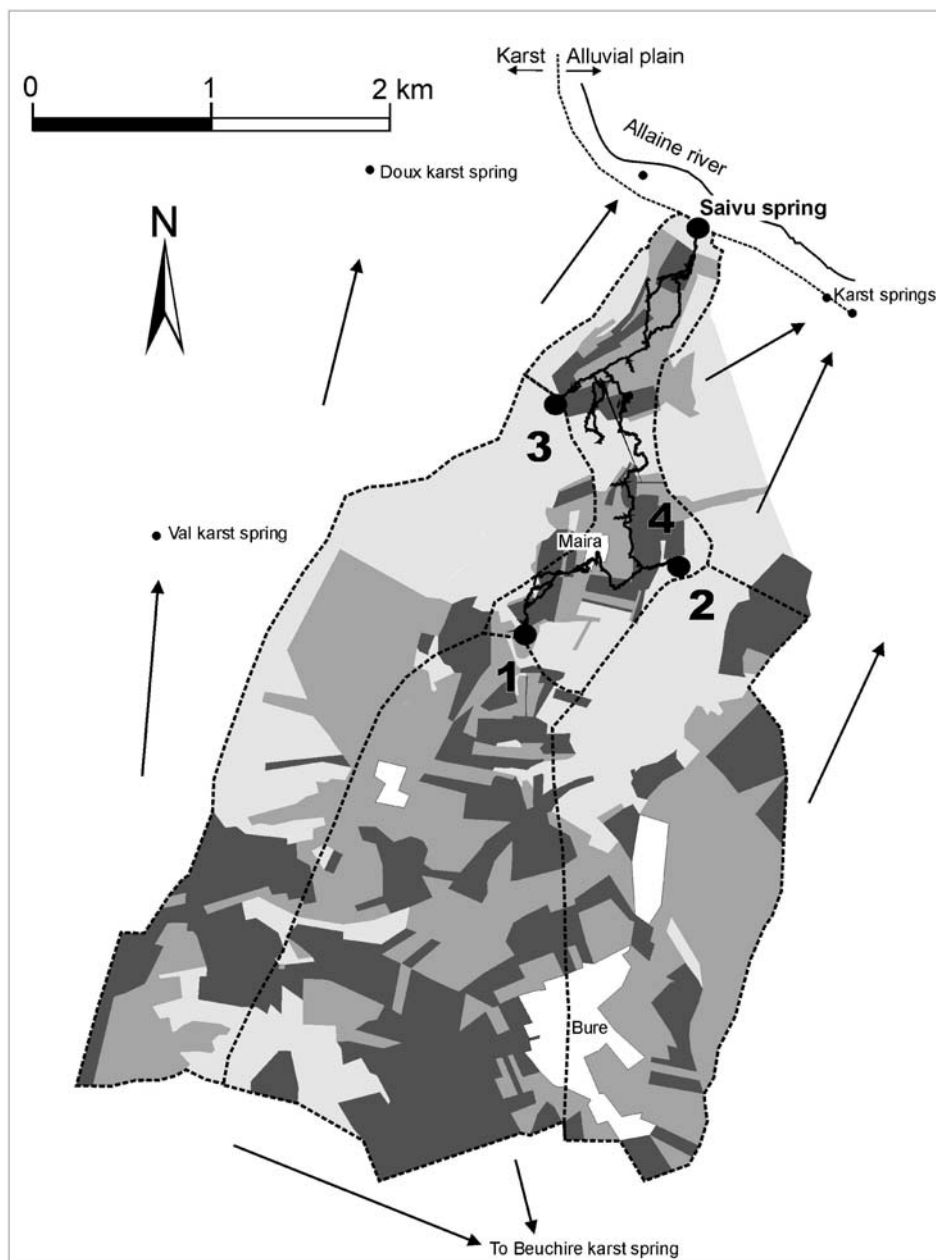 Karst Alluvial plain
0 1 2 km
Allaine river
Doux karst spring
Saivu spring
N
Karst springs
3
Val karst spring
4
Maira
2
1
Bure
To Beuchire karst spring